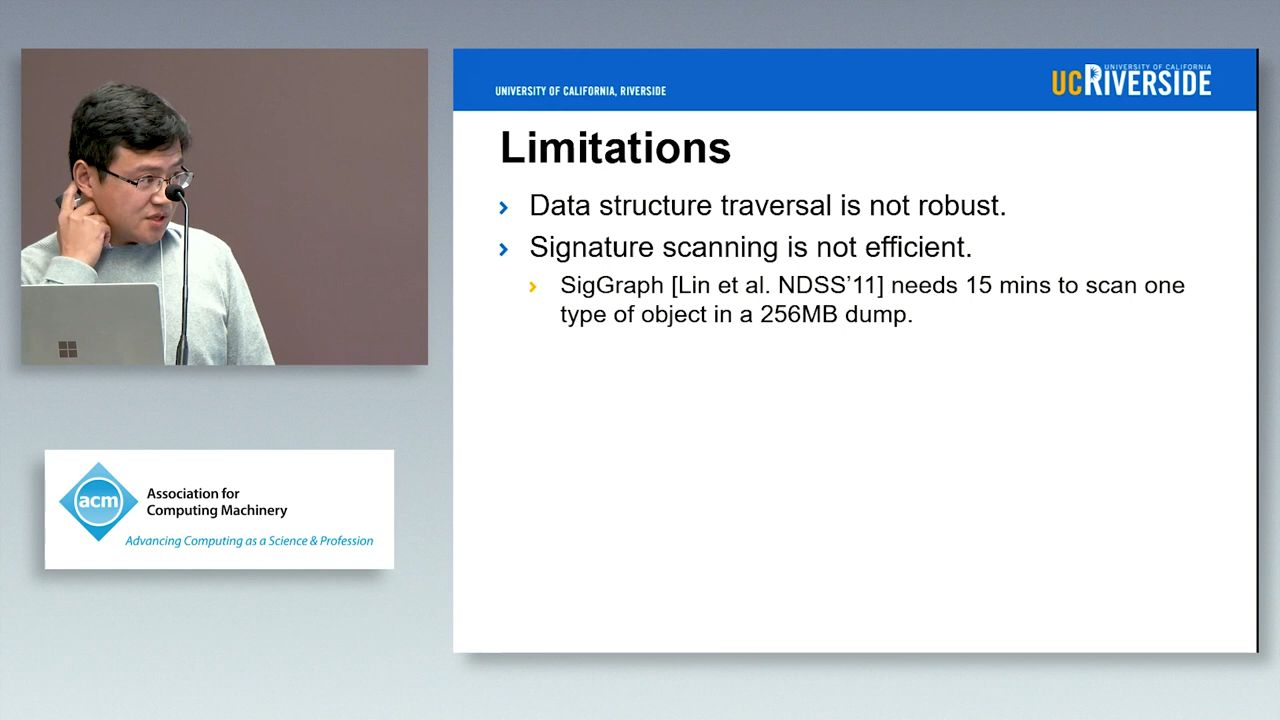 UNIVERSITY OF CALIFORNIA, RIVERSIDE
UNIVERSITY OF CALIFORNIA
UCRIVERSIDE
Limitations
Data structure traversal is not robust.
Signature scanning is not efficient.
SigGraph [Lin et al. NDSS’11] needs 15 mins to scan one
type of object in a 256MB dump.
acm
Association for
Computing Machinery
Advancing Computing as a Science & Profession